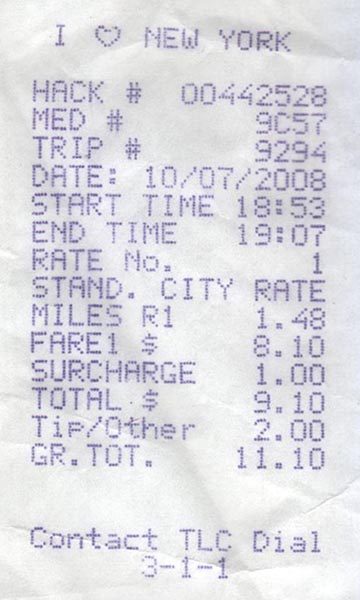 I ♡ NEW YORK
HACK # 00442528
MED # 9C57
TRIP # 9294
DATE: 10/07/2008
START TIME 18:53
END TIME 19:07
RATE No. 1
STAND. CITY RATE
MILES R1 1.48
FARE1 $ 8.10
SURCHARGE 1.00
TOTAL $ 9.10
Tip/Other 2.00
GR.TOT. 11.10
Contact TLC Dial
3-1-1